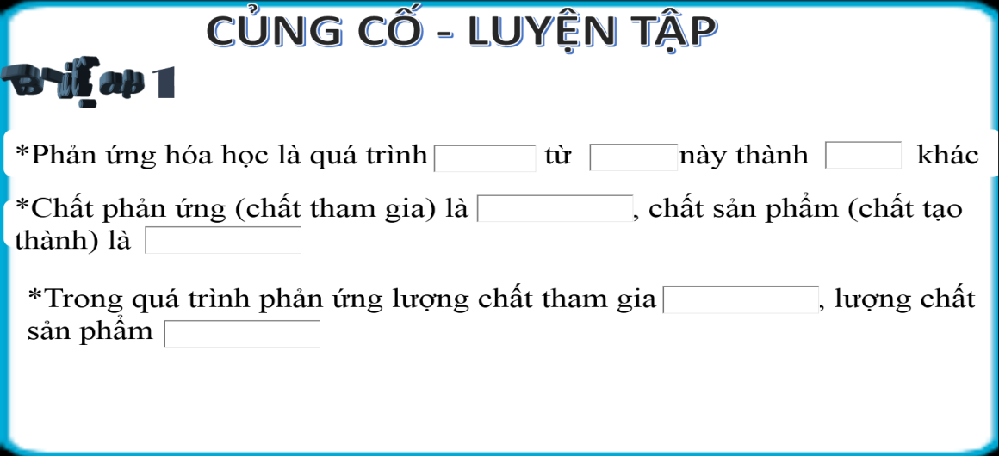 CỦNG CỐ - LUYỆN TẬP
Bài tập 1
*Phản ứng hóa học là quá trình từ này thành khác
*Chất phản ứng (chất tham gia) là , chất sản phẩm (chất tạo
thành) là
*Trong quá trình phản ứng lượng chất tham gia , lượng chất
sản phẩm